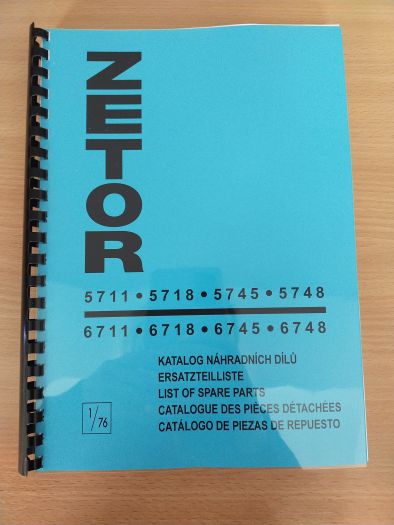 ZETOR
5711 • 5718 • 5745 • 5748
6711 • 6718 • 6745 • 6748
KATALOG NÁHRADNÍCH DÍLŮ
ERSATZTEILLISTE
LIST OF SPARE PARTS
CATALOGUE DES PIÈCES DÉTACHÉES
CATÁLOGO DE PIEZAS DE REPUESTO
1/76